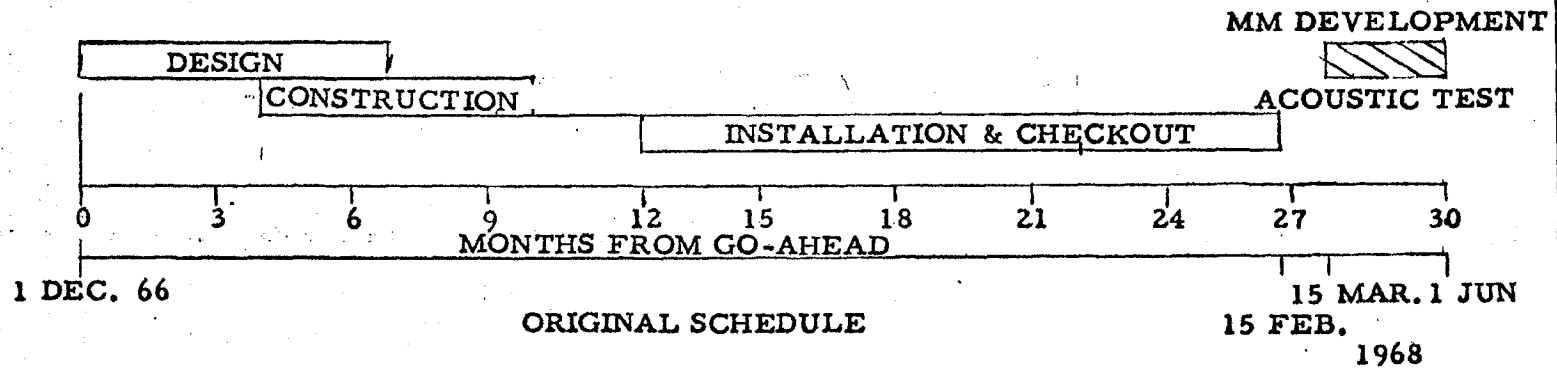 MM DEVELOPMENT
DESIGN
CONSTRUCTION
ACOUSTIC TEST
INSTALLATION & CHECKOUT
0 3 6 9 12 15 18 21 24 27 30
MONTHS FROM GO-AHEAD
1 DEC. 66
15 MAR. 1 JUN
ORIGINAL SCHEDULE
15 FEB.
1968